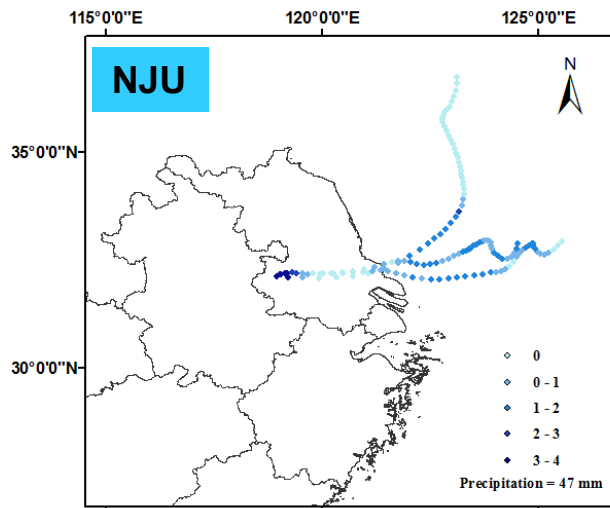 115°0'0"E 120°0'0"E 125°0'0"E
NJU
N
35°0'0"N
30°0'0"N
0
0 - 1
1 - 2
2 - 3
3 - 4
Precipitation = 47 mm